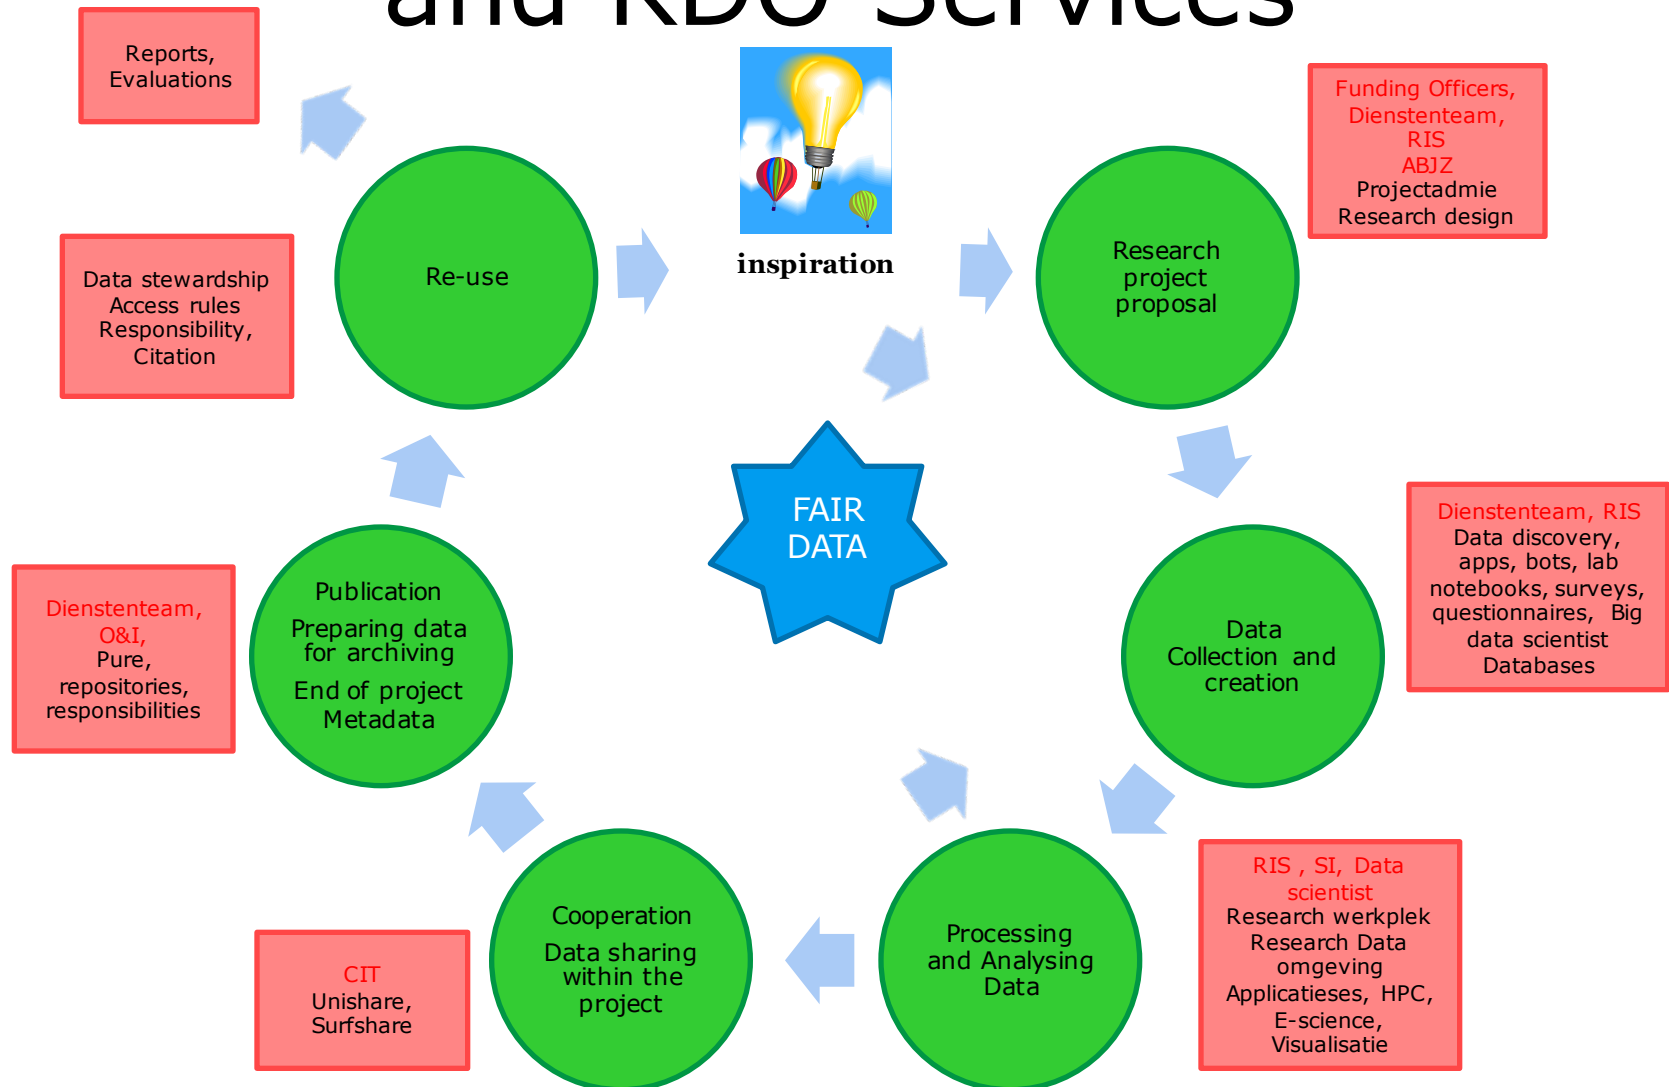 and RDO Services
Reports,
Evaluations
inspiration
Funding Officers,
Dienstenteam,
RIS
ABJZ
Projectadmie
Research design
Re-use
Research
project
proposal
Data stewardship
Access rules
Responsibility,
Citation
FAIR
DATA
Dienstenteam, RIS
Data discovery,
apps, bots, lab
notebooks, surveys,
questionnaires, Big
data scientist
Databases
Data
Collection and
creation
Publication
Preparing data
for archiving
End of project
Metadata
Dienstenteam,
O&I,
Pure,
repositories,
responsibilities
RIS , SI, Data
scientist
Research werkplek
Research Data
omgeving
Applicatieses, HPC,
E-science,
Visualisatie
Processing
and Analysing
Data
Cooperation
Data sharing
within the
project
CIT
Unishare,
Surfshare